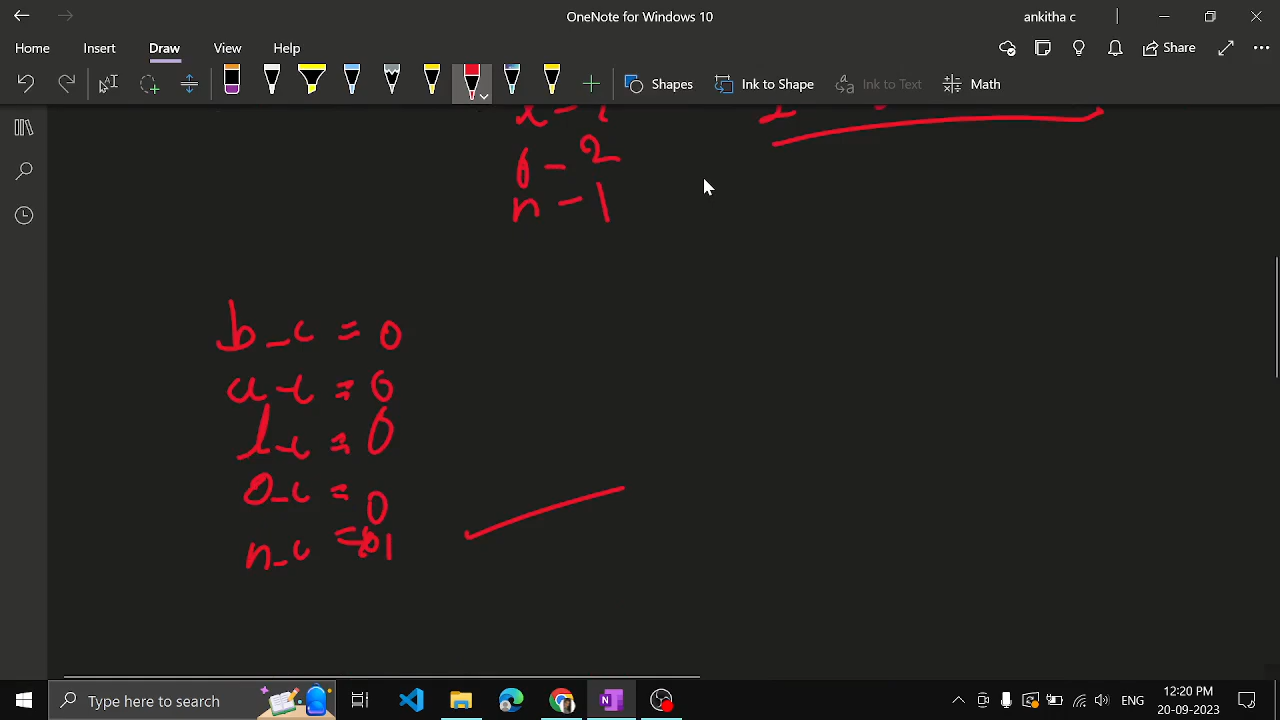 OneNote for Windows 10
ankitha c
Home Insert Draw View Help
Share
Shapes Ink to Shape Ink to Text Math
o - 2
n - 1
b_c = 0
a_c = 0
l_c = 0
o_c = 0
n_c = 1
Type here to search
ENG
12:20 PM
20-09-2023